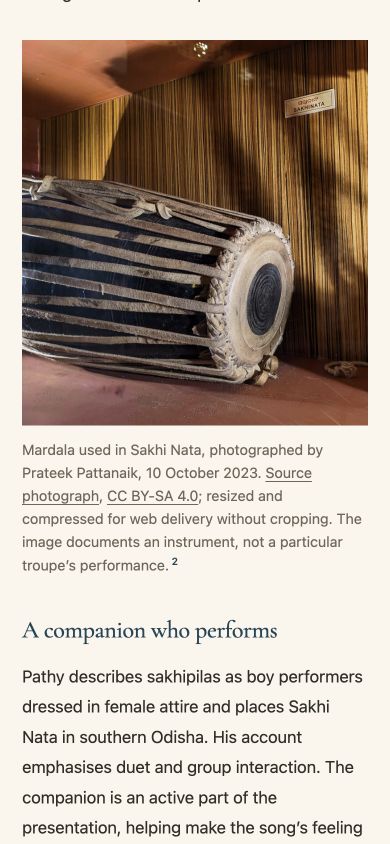 SAKHINATA
Mardala used in Sakhi Nata, photographed by
Prateek Pattanaik, 10 October 2023. Source
photograph, CC BY-SA 4.0; resized and
compressed for web delivery without cropping. The
image documents an instrument, not a particular
troupe’s performance. 2
A companion who performs
Pathy describes sakhipilas as boy performers
dressed in female attire and places Sakhi
Nata in southern Odisha. His account
emphasises duet and group interaction. The
companion is an active part of the
presentation, helping make the song’s feeling